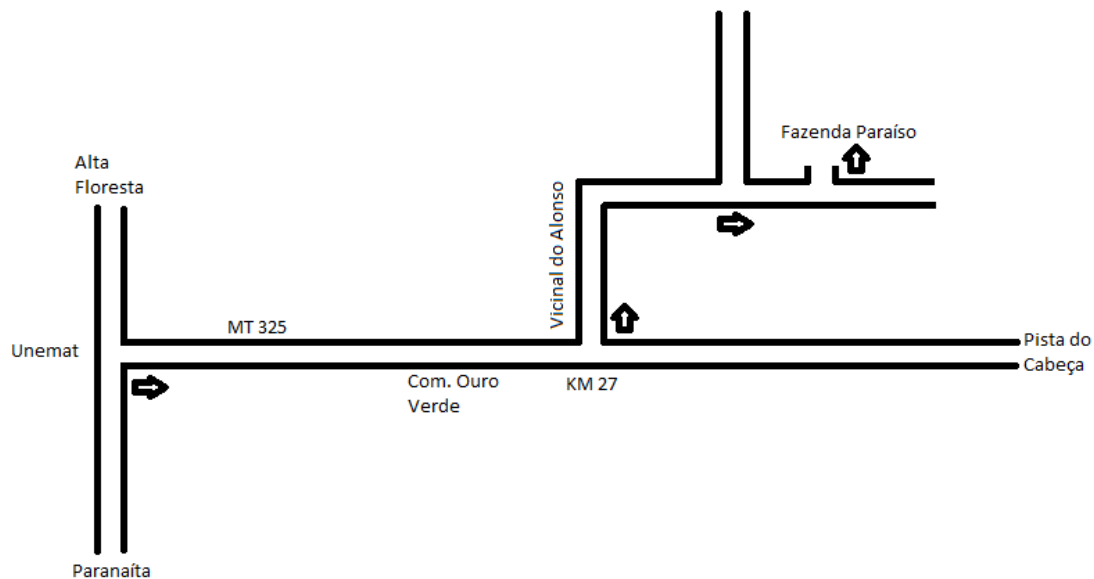 Fazenda Paraíso
Alta
Floresta
Vicinal do Alonso
MT 325
Unemat
Pista do
Cabeça
Com. Ouro
Verde
KM 27
Paranaíta